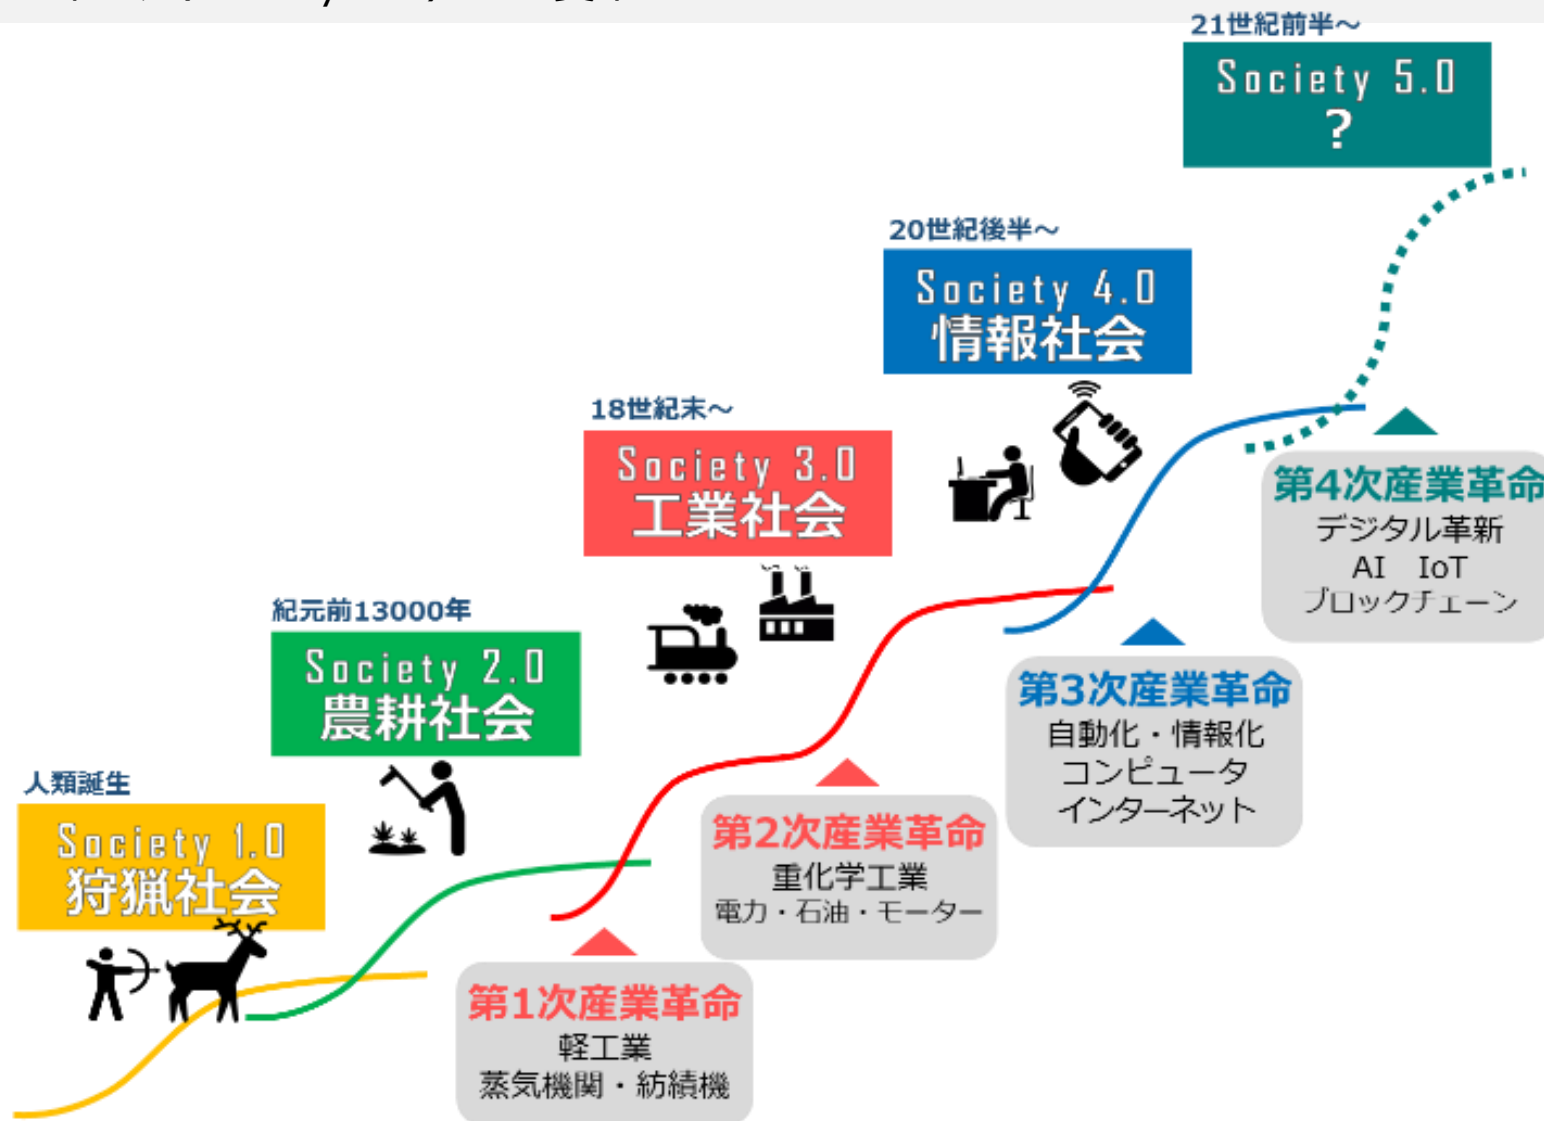 人類誕生
Society 1.0
狩猟社会
紀元前13000年
Society 2.0
農耕社会
18世紀末～
Society 3.0
工業社会
20世紀後半～
Society 4.0
情報社会
21世紀前半～
Society 5.0
？
第1次産業革命
軽工業
蒸気機関・紡績機
第2次産業革命
重化学工業
電力・石油・モーター
第3次産業革命
自動化・情報化
コンピュータ
インターネット
第4次産業革命
デジタル革新
AI　IoT
ブロックチェーン